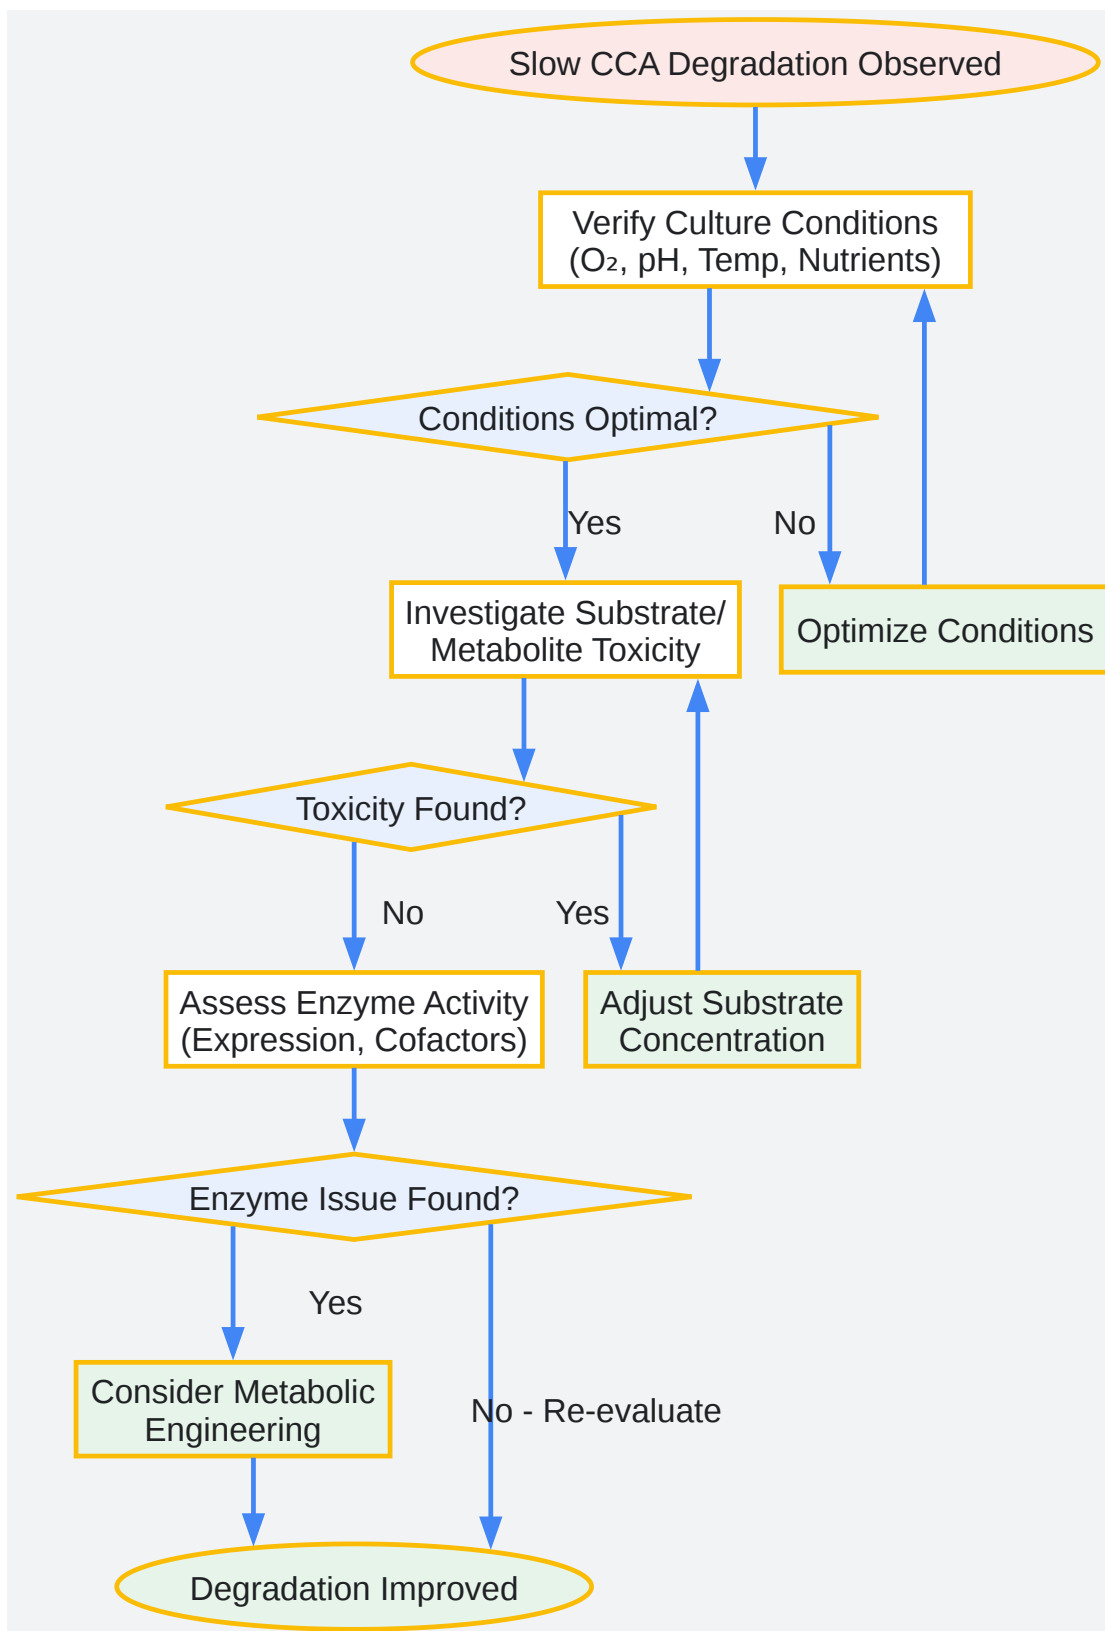 Slow CCA Degradation Observed
Verify Culture Conditions
(O₂, pH, Temp, Nutrients)
Conditions Optimal?
Yes
No
Investigate Substrate/
Metabolite Toxicity
Optimize Conditions
Toxicity Found?
No
Yes
Assess Enzyme Activity
(Expression, Cofactors)
Adjust Substrate
Concentration
Enzyme Issue Found?
Yes
Consider Metabolic
Engineering
No - Re-evaluate
Degradation Improved